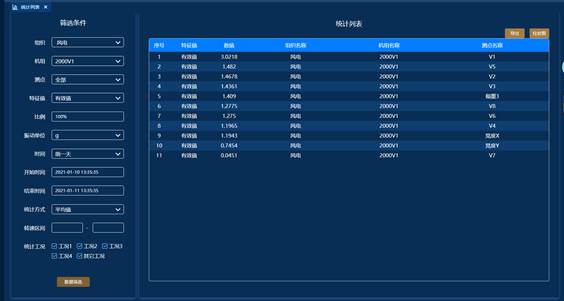 统计列表 ×
筛选条件
组织 风电
机组 2000V1
测点 全部
特征值 有效值
比例 100%
振动单位 g
时间 前一天
开始时间 2021-01-10 13:35:35
结束时间 2021-01-11 13:35:35
统计方式 平均值
转速区间 -
统计工况 工况1 工况2 工况3
工况4 其它工况
数据筛选
统计列表
导出 柱状图
序号 特征值 数值 组织名称 机组名称 测点名称
1 有效值 3.0218 风电 2000V1 V1
2 有效值 1.482 风电 2000V1 V5
3 有效值 1.4678 风电 2000V1 V2
4 有效值 1.4361 风电 2000V1 V3
5 有效值 1.409 风电 2000V1 3
6 有效值 1.2775 风电 2000V1 V8
7 有效值 1.275 风电 2000V1 V6
8 有效值 1.1965 风电 2000V1 V4
9 有效值 1.1943 风电 2000V1 晃度X
10 有效值 0.7454 风电 2000V1 晃度Y
11 有效值 0.0451 风电 2000V1 V7